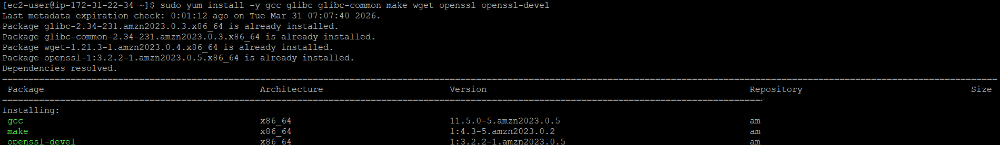 [ec2-user@ip-172-31-22-34 ~]$ sudo yum install -y gcc glibc glibc-common make wget openssl openssl-devel
Last metadata expiration check: 0:01:12 ago on Tue Mar 31 07:07:40 2026.
Package glibc-2.34-231.amzn2023.0.3.x86_64 is already installed.
Package glibc-common-2.34-231.amzn2023.0.3.x86_64 is already installed.
Package wget-1.21.3-1.amzn2023.0.4.x86_64 is already installed.
Package openssl-1:3.2.2-1.amzn2023.0.5.x86_64 is already installed.
Dependencies resolved.
Package Architecture Version Repository Size
Installing:
gcc x86_64 11.5.0-5.amzn2023.0.5 am
make x86_64 1:4.3-5.amzn2023.0.2 am
openssl-devel x86_64 1:3.2.2-1.amzn2023.0.5 am